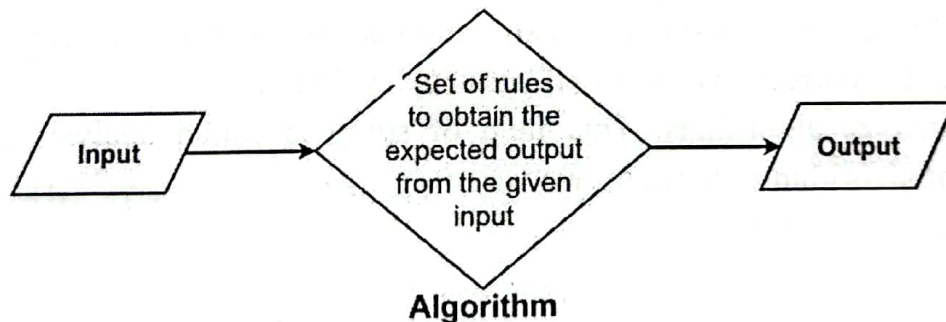 Input
Set of rules
to obtain the
expected output
from the given
input
Output
Algorithm